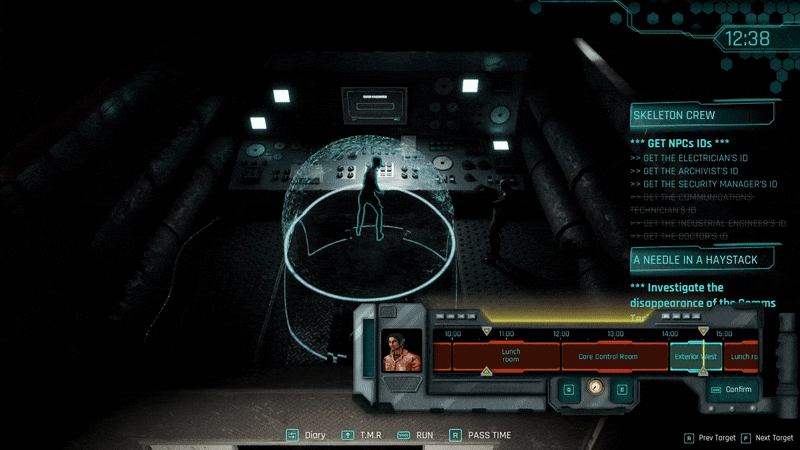 12:38
SKELETON CREW
*** GET NPCs IDs ***
>> GET THE ELECTRICIAN'S ID
>> GET THE ARCHIVIST'S ID
>> GET THE SECURITY MANAGER'S ID
>> GET THE COMMUNICATIONS
TECHNICIAN'S ID
>> GET THE INDUSTRIAL ENGINEER'S ID
>> GET THE DOCTOR'S ID
A NEEDLE IN A HAYSTACK
*** Investigate the
disappearance of the Comms
10:00 11:00 12:00 13:00 14:00 15:00
Lunch
room
Core Control Room
Exterior West
Lunch ro
Q
E
Confirm
Diary
T.M.R
RUN
R PASS TIME
R Prev Target
F Next Target